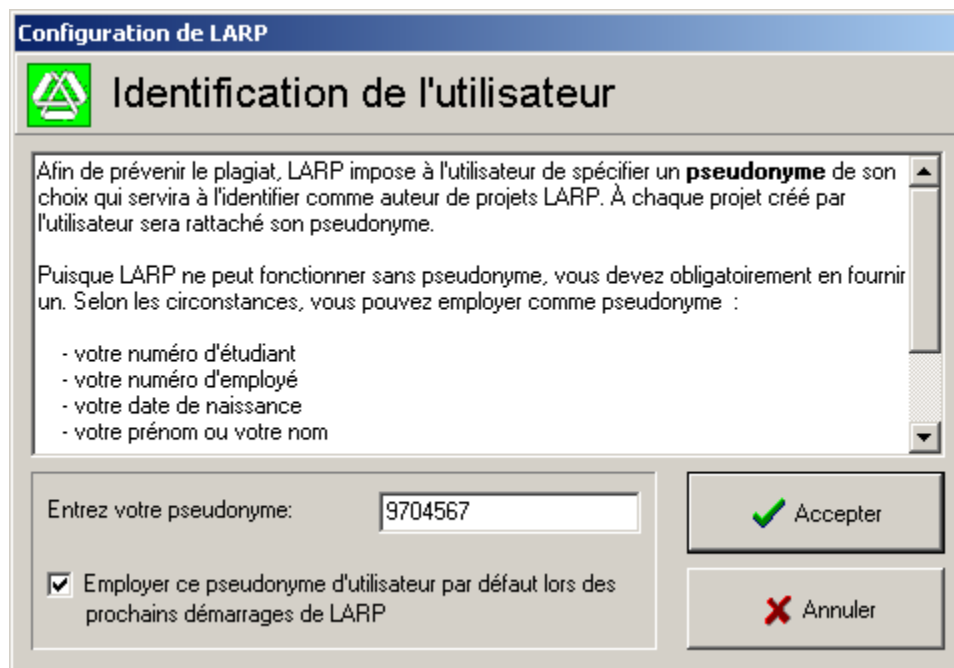 Configuration de LARP
Identification de l'utilisateur
Afin de prévenir le plagiat, LARP impose à l'utilisateur de spécifier un pseudonyme de son
choix qui servira à l'identifier comme auteur de projets LARP. À chaque projet créé par
l'utilisateur sera rattaché son pseudonyme.
Puisque LARP ne peut fonctionner sans pseudonyme, vous devez obligatoirement en fournir
un. Selon les circonstances, vous pouvez employer comme pseudonyme  :
- votre numéro d'étudiant
- votre numéro d'employé
- votre date de naissance
- votre prénom ou votre nom
Entrez votre pseudonyme: 9704567
Accepter
Employer ce pseudonyme d'utilisateur par défaut lors des
prochains démarrages de LARP
Annuler